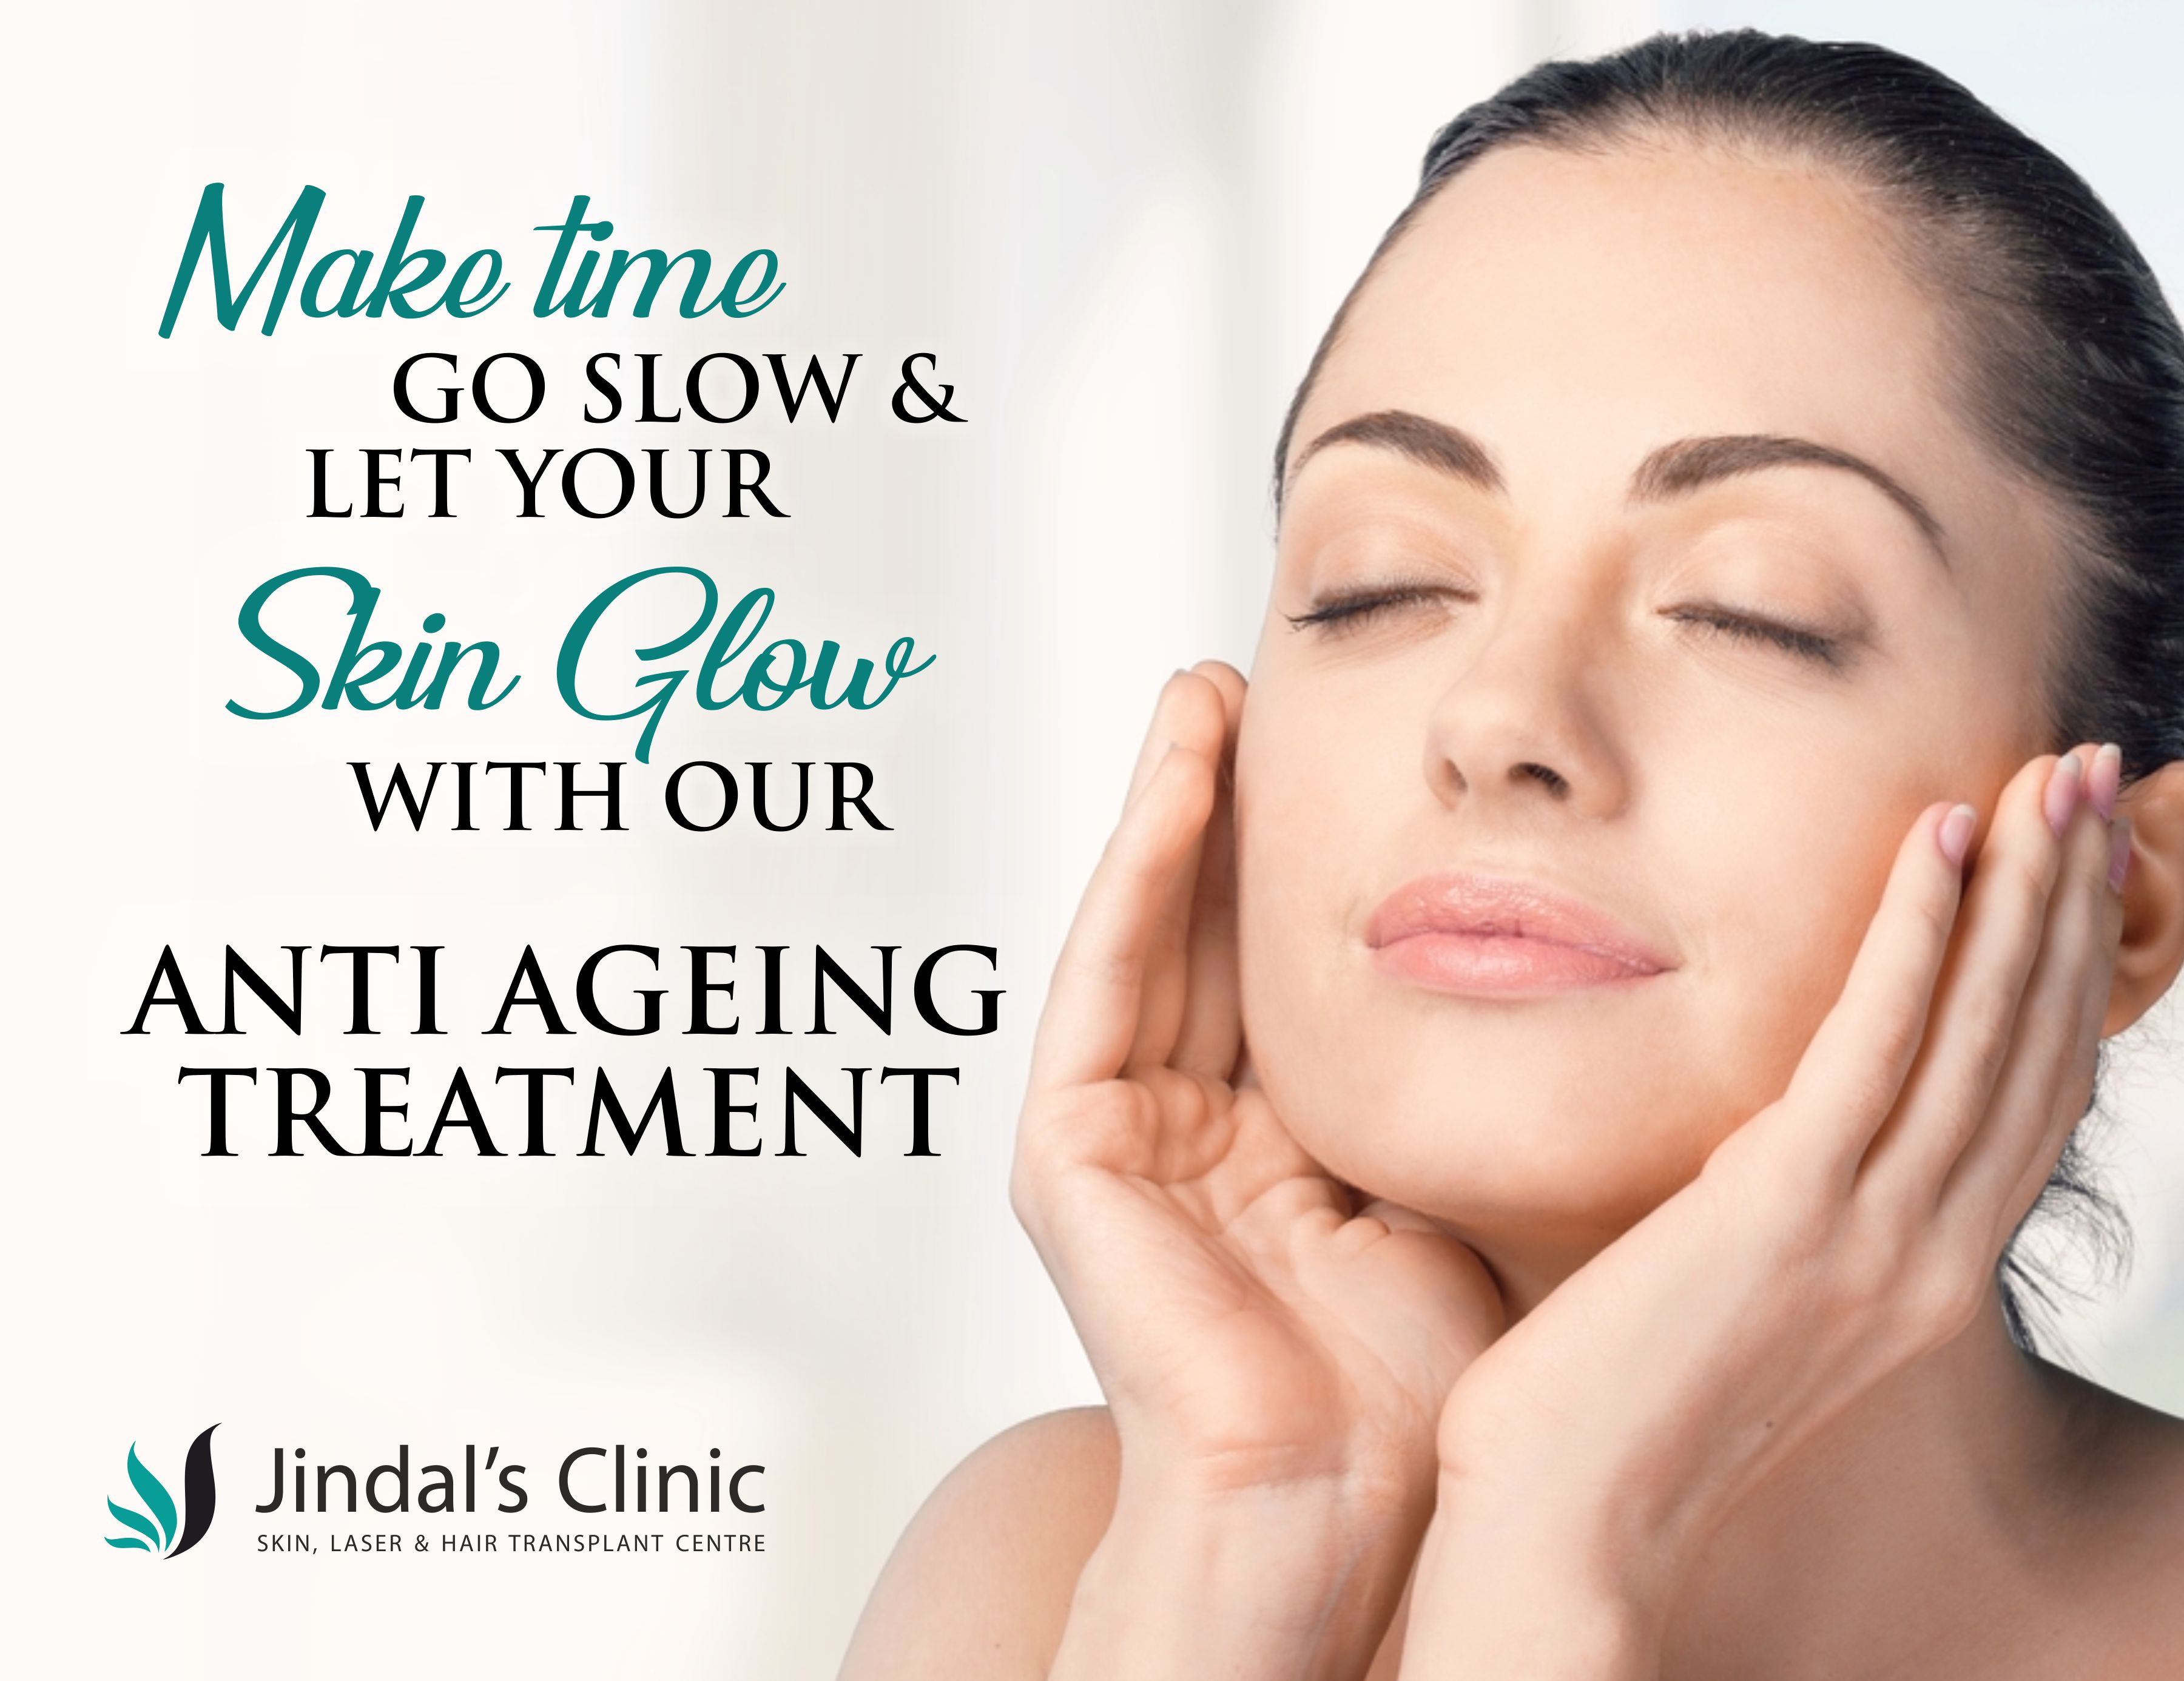 Make time
GO SLOW &
LET YOUR
Skin Glow
WITH OUR
ANTI AGEING
TREATMENT
Jindal's Clinic
SKIN, LASER & HAIR TRANSPLANT CENTRE